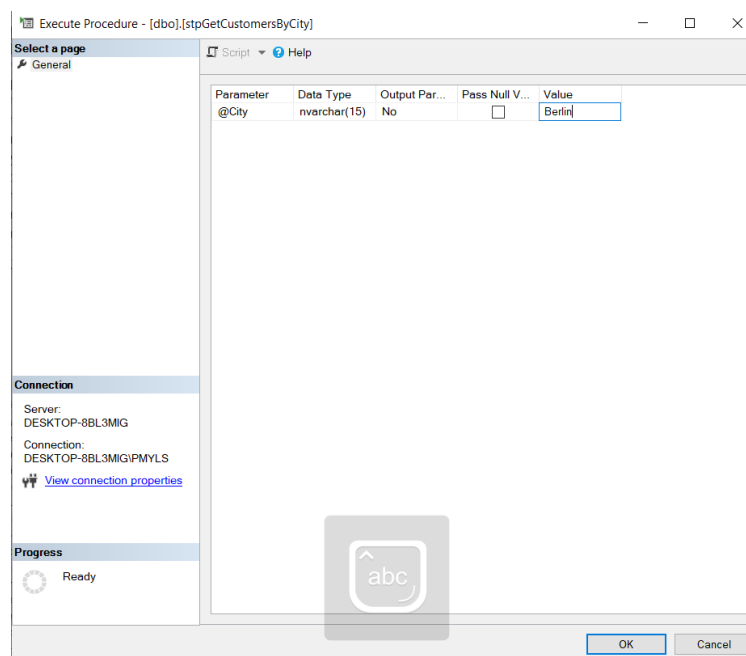 Execute Procedure - [dbo].[stpGetCustomersByCity]
Select a page
General
Script Help
Parameter Data Type Output Par... Pass Null V... Value
@City nvarchar(15) No Berlin
Connection
Server:
DESKTOP-8BL3MIG
Connection:
DESKTOP-8BL3MIG\PMYLS
View connection properties
Progress
Ready
abc
OK Cancel